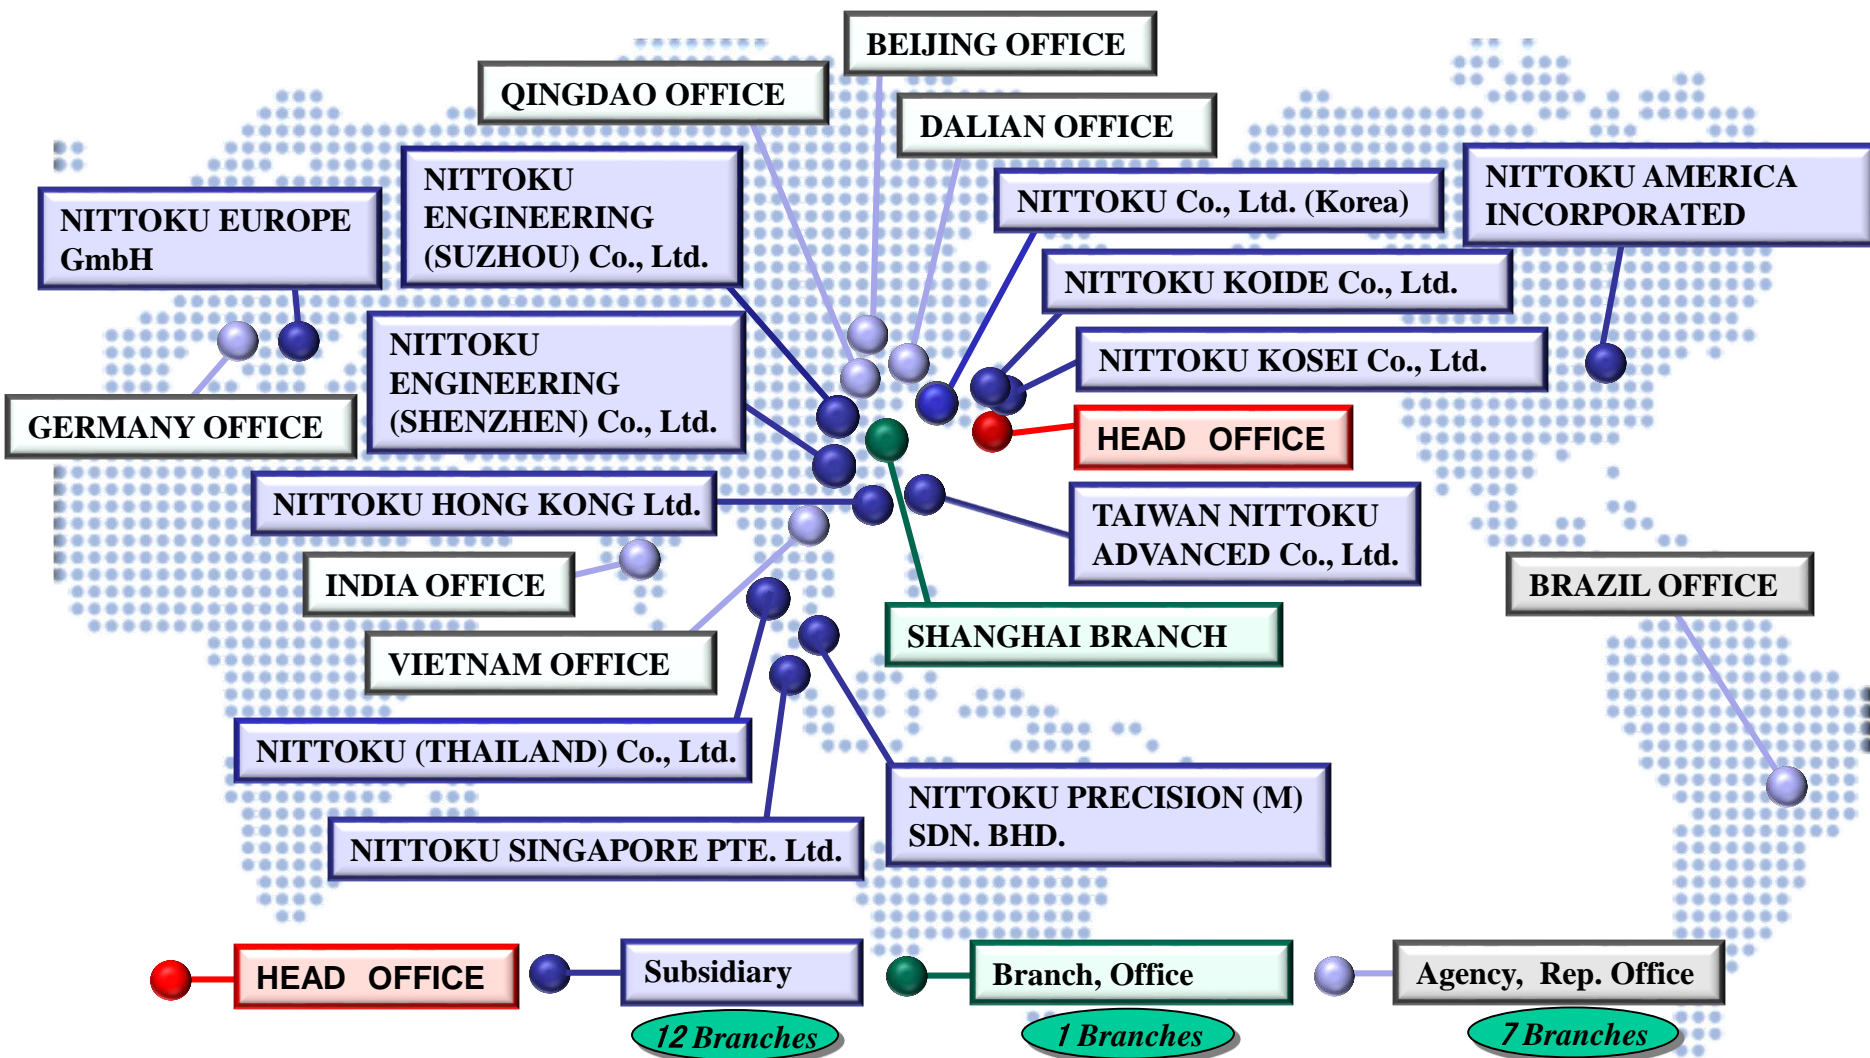 BEIJING OFFICE
QINGDAO OFFICE
DALIAN OFFICE
NITTOKU EUROPE
GmbH
NITTOKU
ENGINEERING
(SUZHOU) Co., Ltd.
NITTOKU Co., Ltd. (Korea)
NITTOKU AMERICA
INCORPORATED
NITTOKU KOIDE Co., Ltd.
NITTOKU
ENGINEERING
(SHENZHEN) Co., Ltd.
NITTOKU KOSEI Co., Ltd.
GERMANY OFFICE
HEAD OFFICE
NITTOKU HONG KONG Ltd.
TAIWAN NITTOKU
ADVANCED Co., Ltd.
INDIA OFFICE
BRAZIL OFFICE
SHANGHAI BRANCH
VIETNAM OFFICE
NITTOKU (THAILAND) Co., Ltd.
NITTOKU PRECISION (M)
SDN. BHD.
NITTOKU SINGAPORE PTE. Ltd.
HEAD OFFICE
Subsidiary
Branch, Office
Agency, Rep. Office
12 Branches
1 Branches
7 Branches